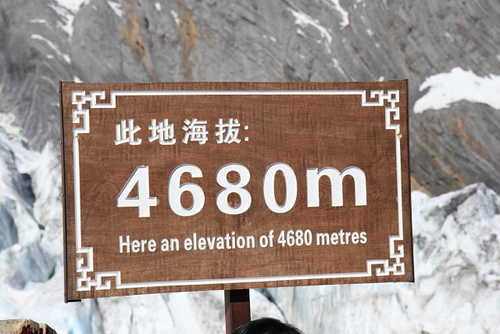 此地海拔:
4680m
Here an elevation of 4680 metres